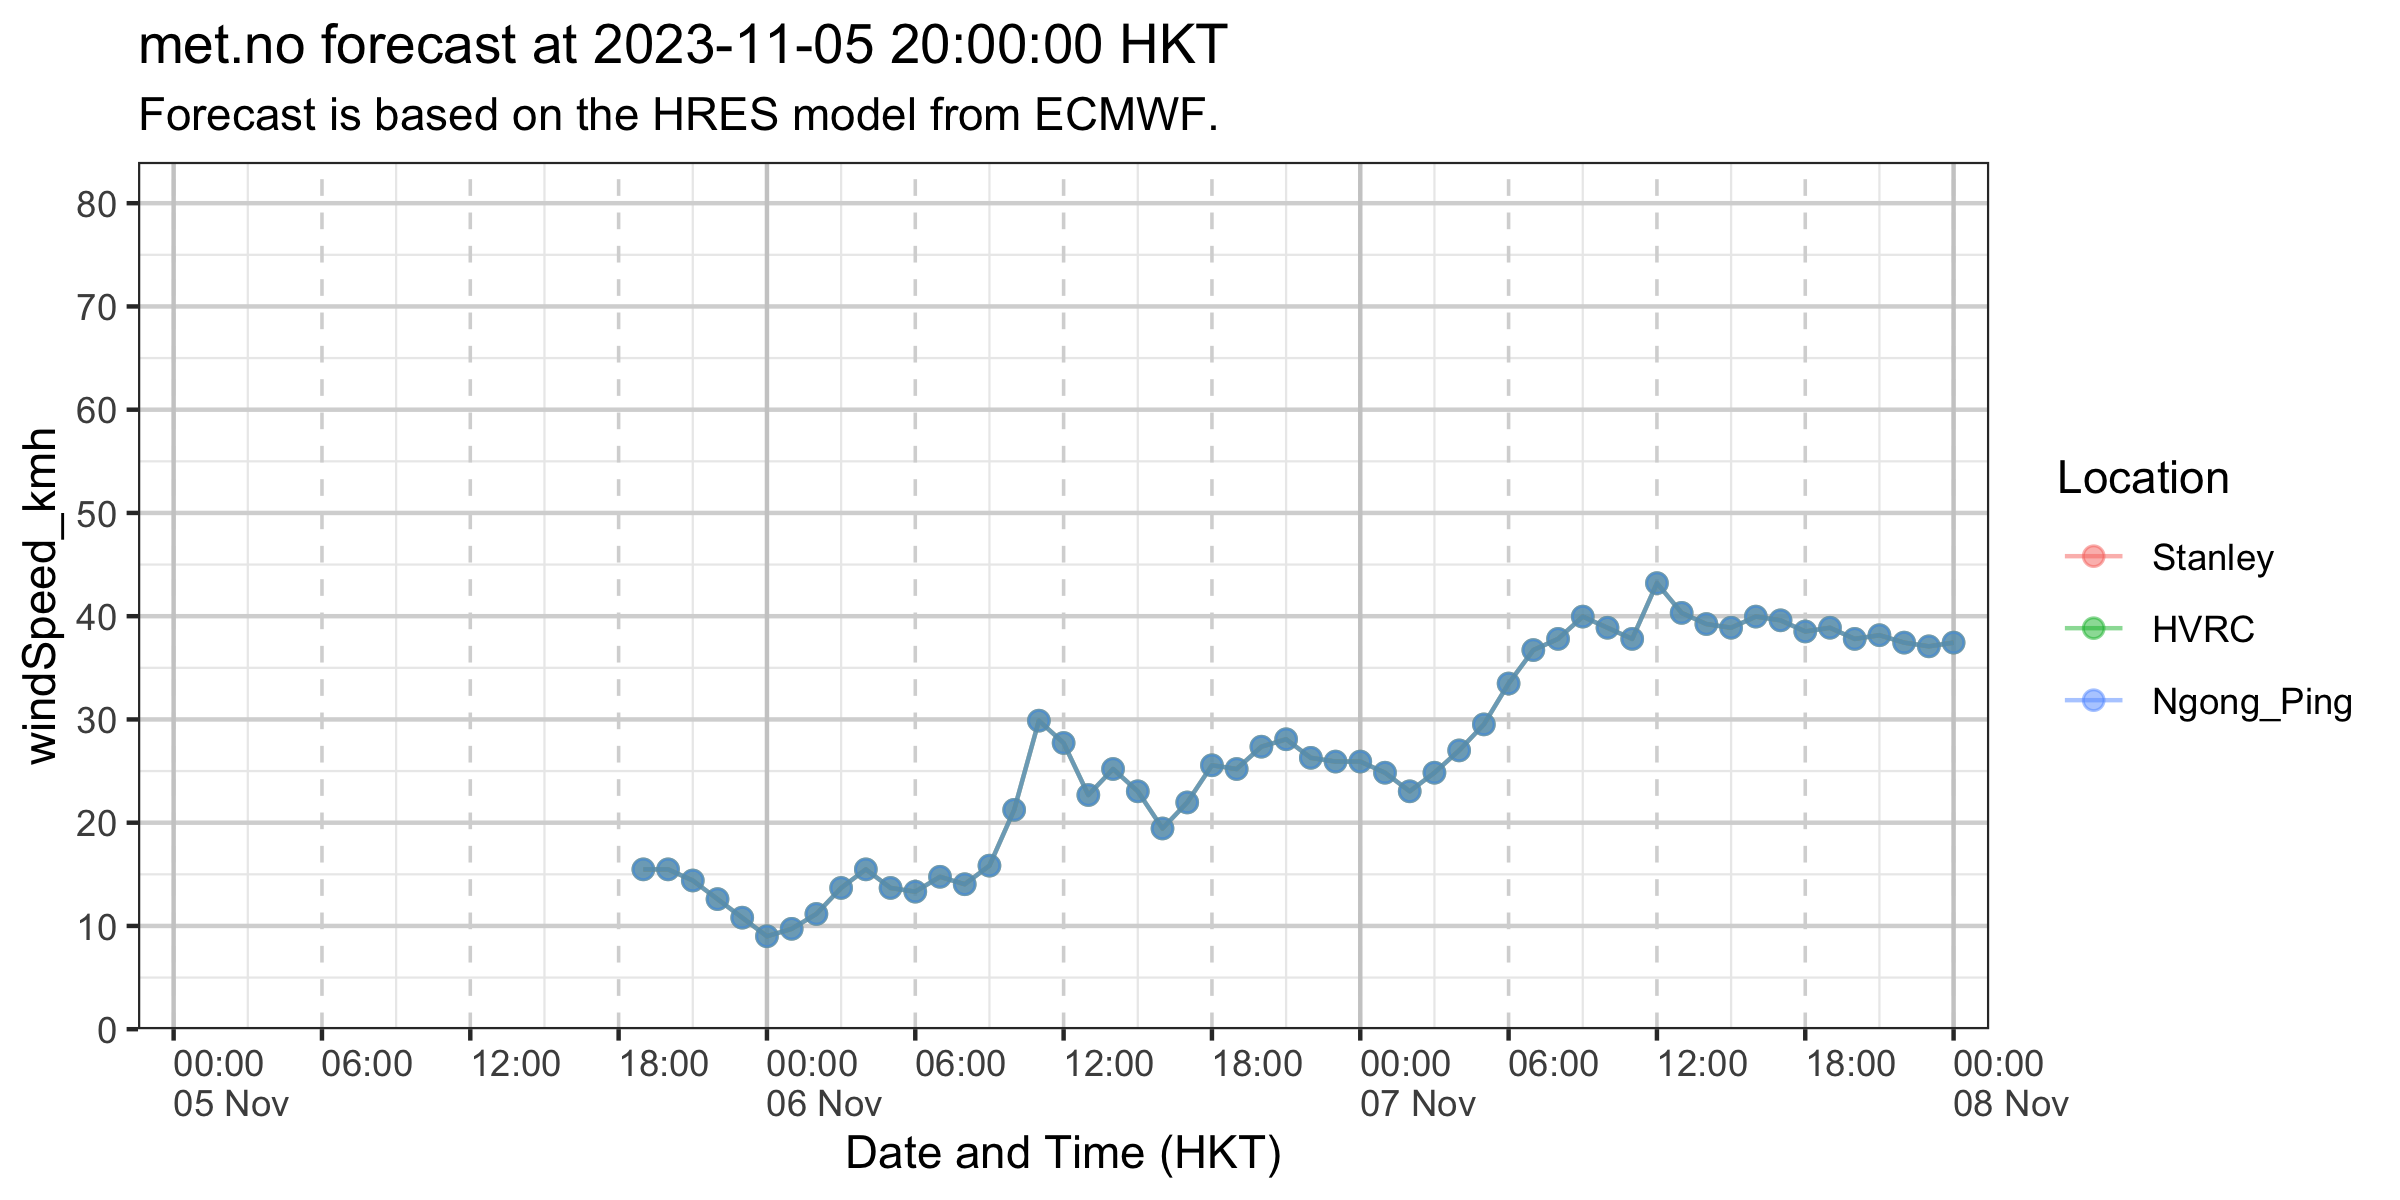 met.no forecast at 2023-11-05 20:00:00 HKT
Forecast is based on the HRES model from ECMWF.
windSpeed_kmh
80
70
60
50
40
30
20
10
0
00:00 06:00 12:00 18:00 00:00 06:00 12:00 18:00 00:00 06:00 12:00 18:00 00:00
05 Nov 06 Nov 07 Nov 08 Nov
Date and Time (HKT)
Location
Stanley
HVRC
Ngong_Ping